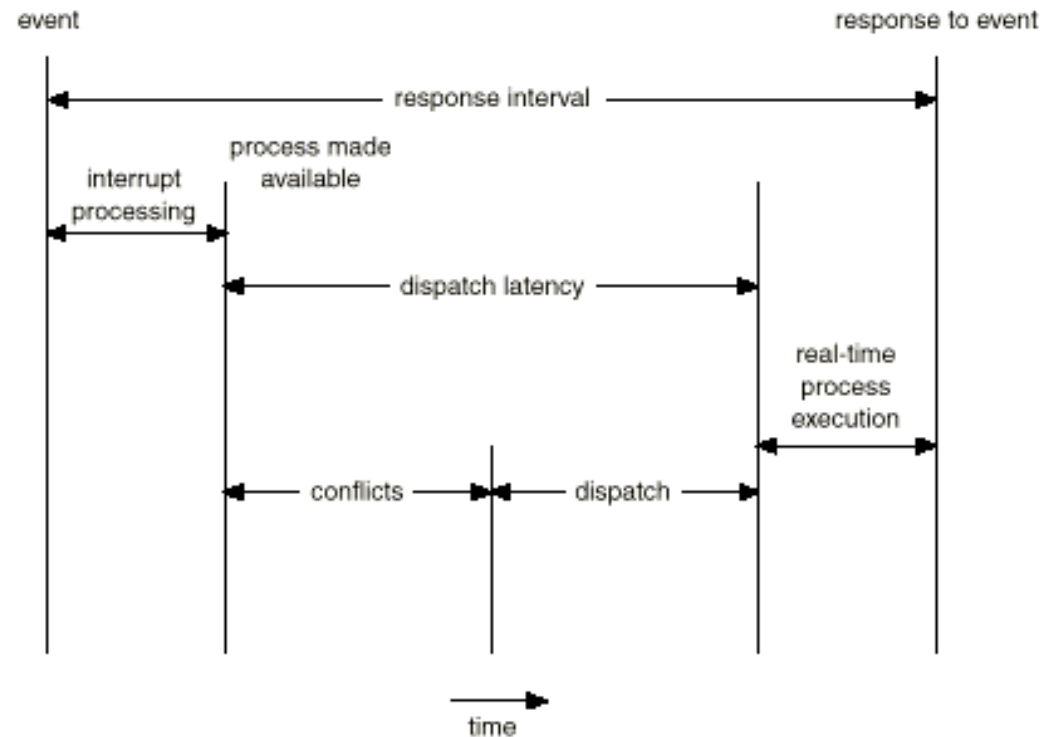 event
response to event
response interval
process made
available
interrupt
processing
dispatch latency
real-time
process
execution
conflicts
dispatch
time